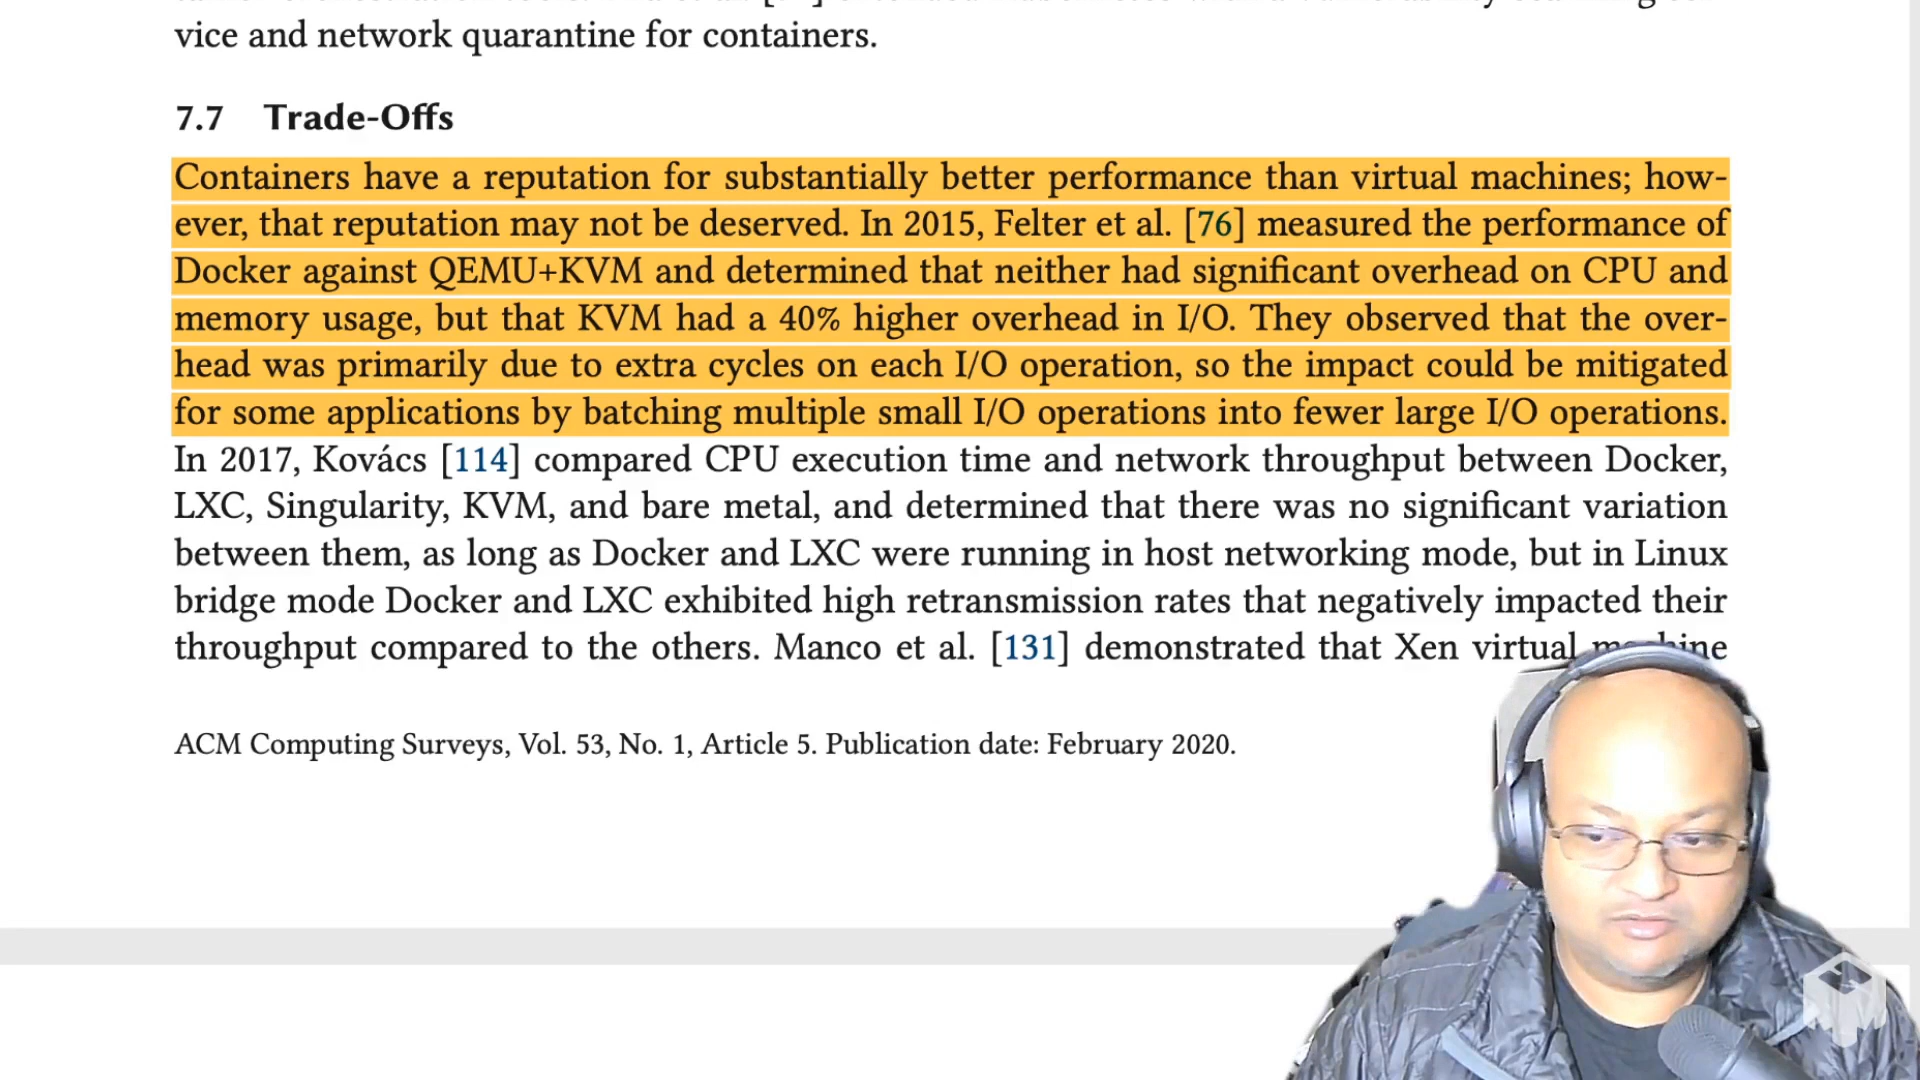 vice and network quarantine for containers.
7.7 Trade-Offs
Containers have a reputation for substantially better performance than virtual machines; how-
ever, that reputation may not be deserved. In 2015, Felter et al. [76] measured the performance of
Docker against QEMU+KVM and determined that neither had significant overhead on CPU and
memory usage, but that KVM had a 40% higher overhead in I/O. They observed that the over-
head was primarily due to extra cycles on each I/O operation, so the impact could be mitigated
for some applications by batching multiple small I/O operations into fewer large I/O operations.
In 2017, Kovács [114] compared CPU execution time and network throughput between Docker,
LXC, Singularity, KVM, and bare metal, and determined that there was no significant variation
between them, as long as Docker and LXC were running in host networking mode, but in Linux
bridge mode Docker and LXC exhibited high retransmission rates that negatively impacted their
throughput compared to the others. Manco et al. [131] demonstrated that Xen virtual machine
ACM Computing Surveys, Vol. 53, No. 1, Article 5. Publication date: February 2020.